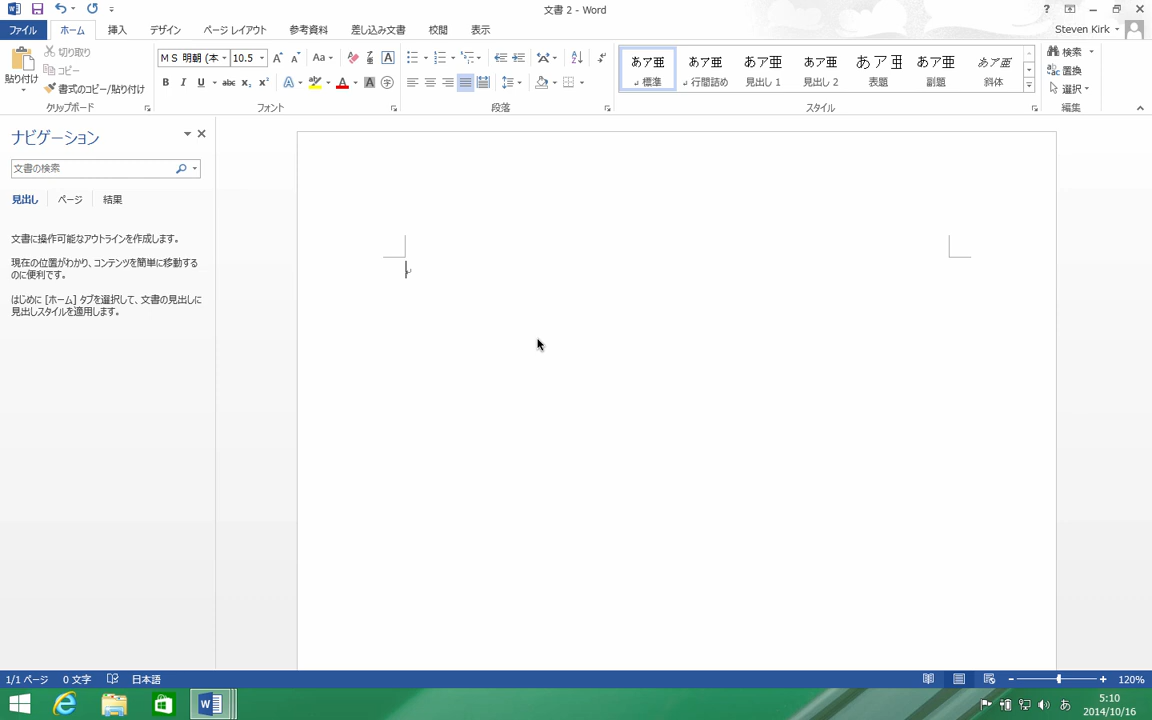 文書 2 - Word
ファイル ホーム 挿入 デザイン ページ レイアウト 参考資料 差し込み文書 校閲 表示 Steven Kirk
貼り付け
切り取り
コピー
書式のコピー/貼り付け
クリップボード
ＭＳ 明朝 (本 10.5 Aa
B I U abc
フォント
段落
あア亜 標準
あア亜 行間詰め
あア亜 見出し 1
あア亜 見出し 2
あア亜 表題
あア亜 副題
あア亜 斜体
スタイル
検索
置換
選択
編集
ナビゲーション
文書の検索
見出し ページ 結果
文書に操作可能なアウトラインを作成します。
現在の位置がわかり、コンテンツを簡単に移動する
のに便利です。
はじめに [ホーム] タブを選択して、文書の見出しに
見出しスタイルを適用します。
1/1 ページ 0 文字 日本語 120%
あ 5:10
2014/10/16